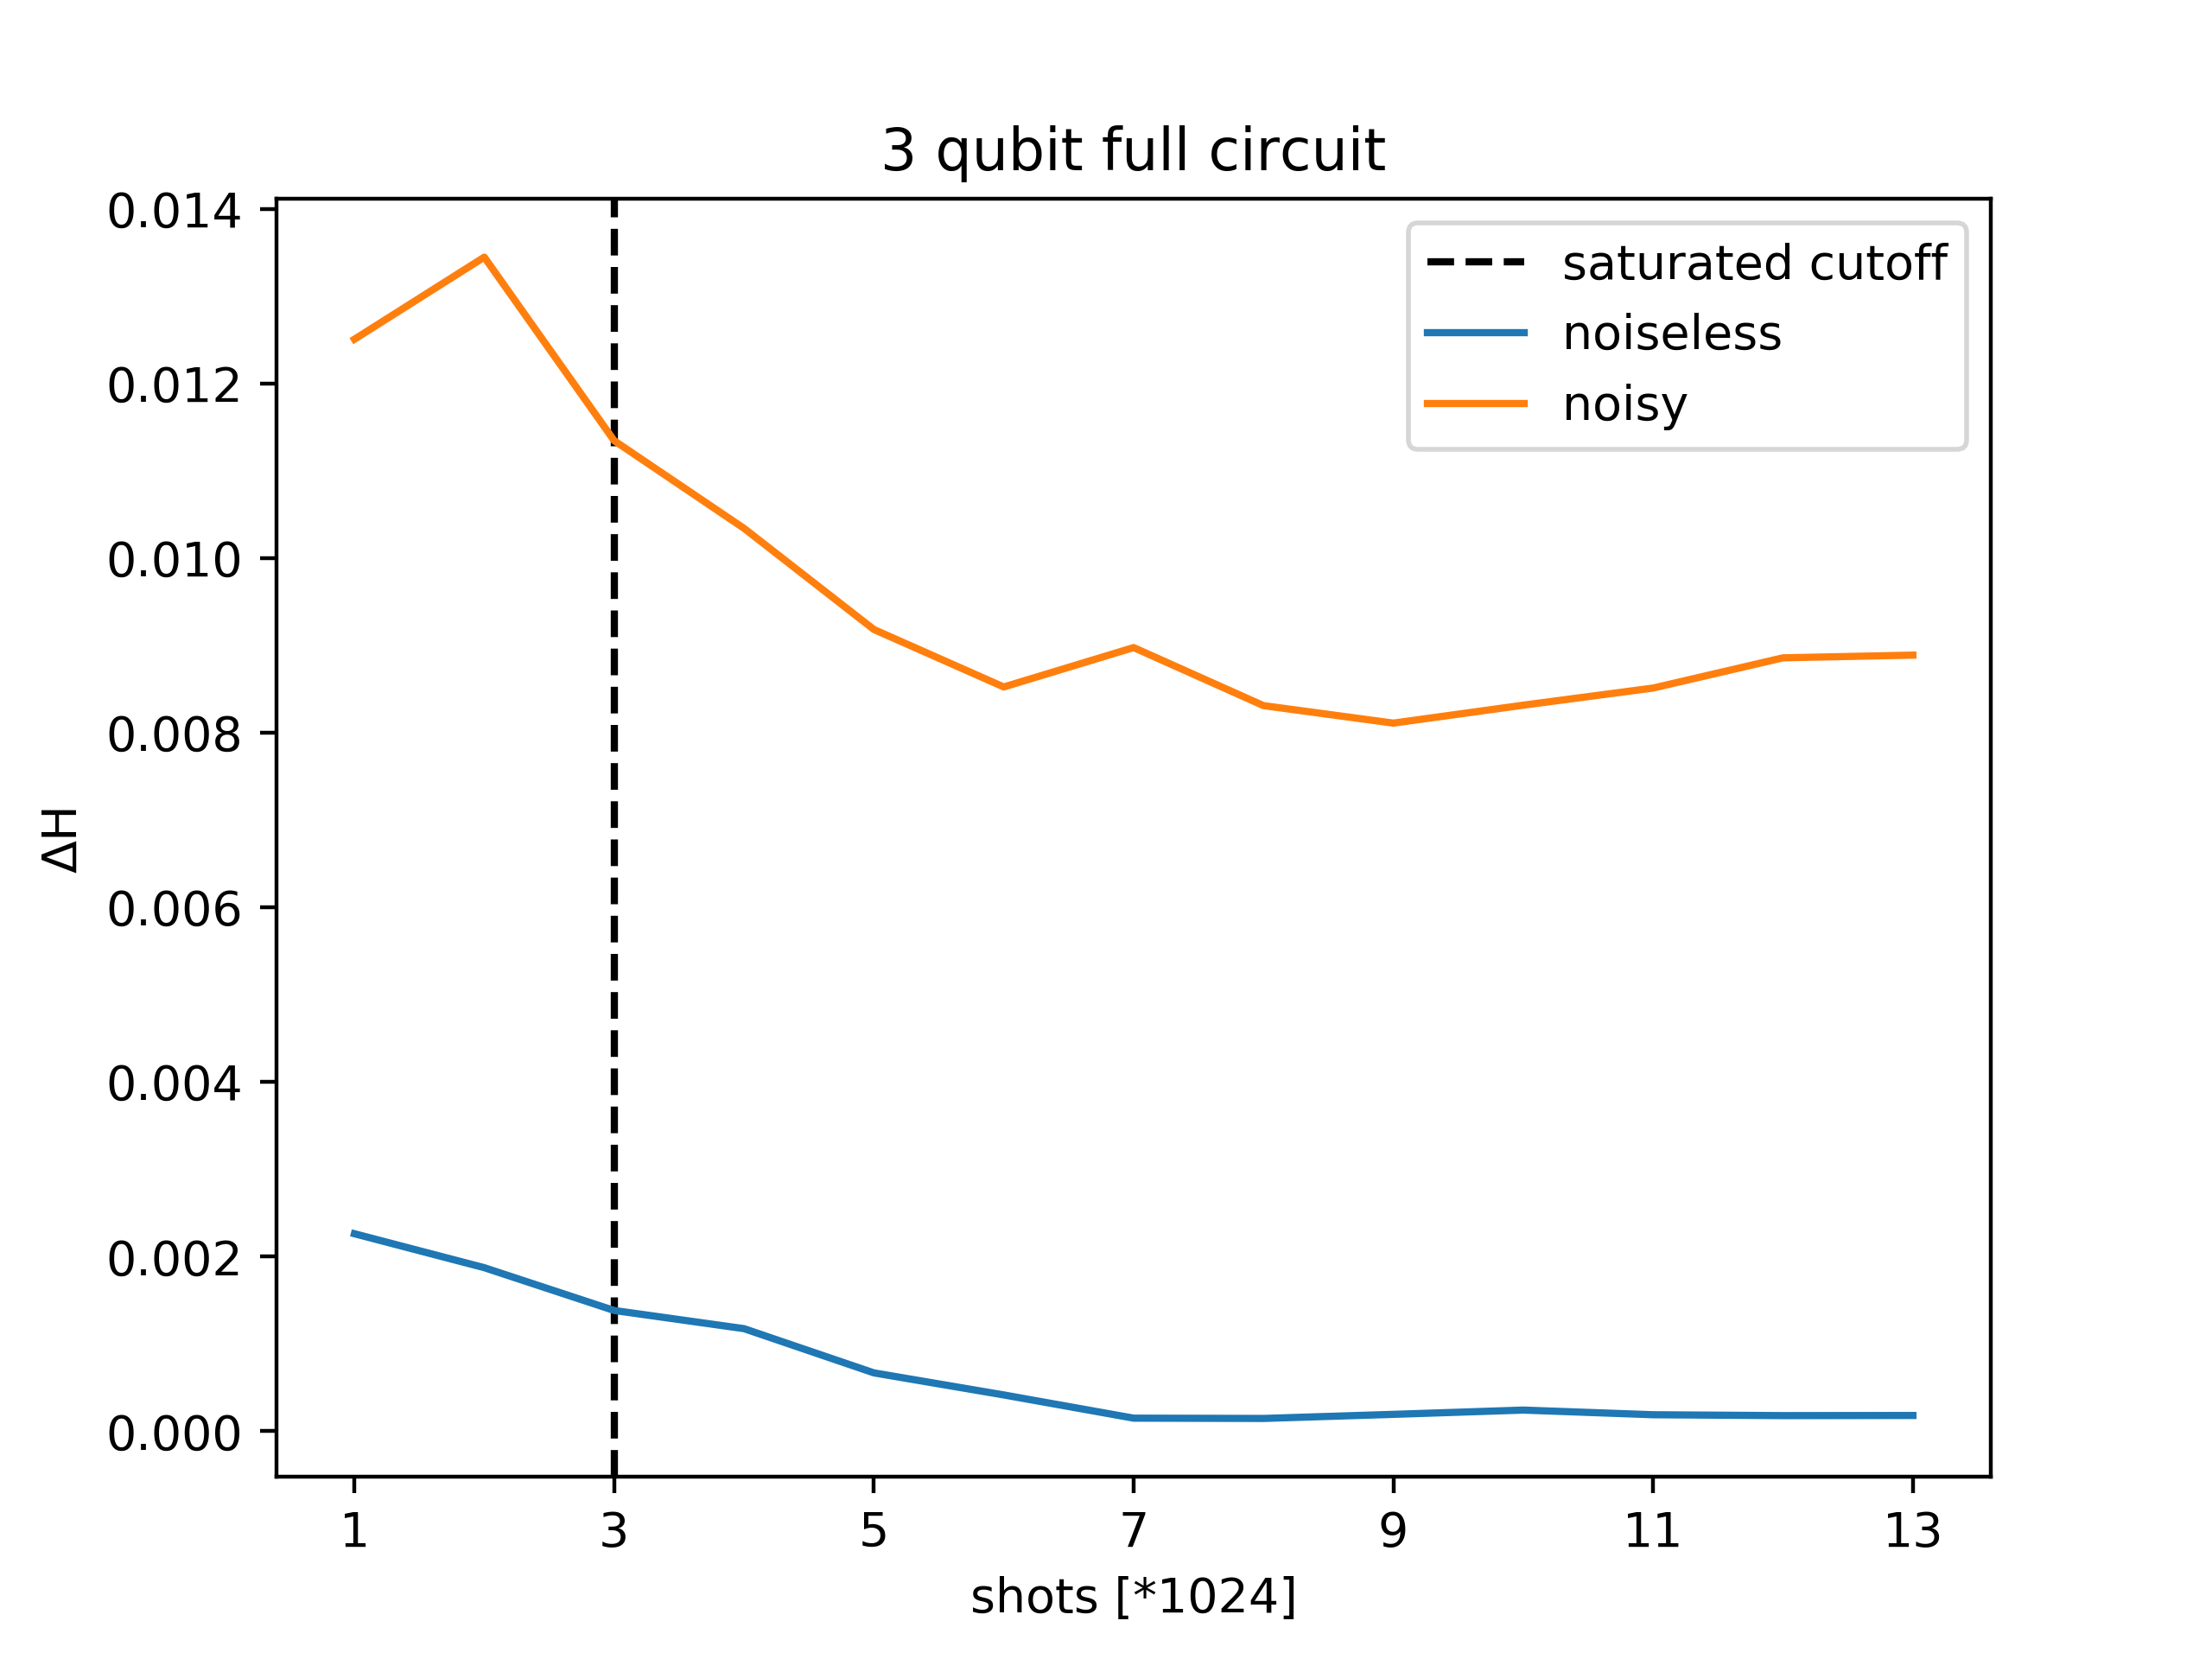 3 qubit full circuit
saturated cutoff
noiseless
noisy
0.014
0.012
0.010
0.008
0.006
0.004
0.002
0.000
ΔH
1 3 5 7 9 11 13
shots [*1024]